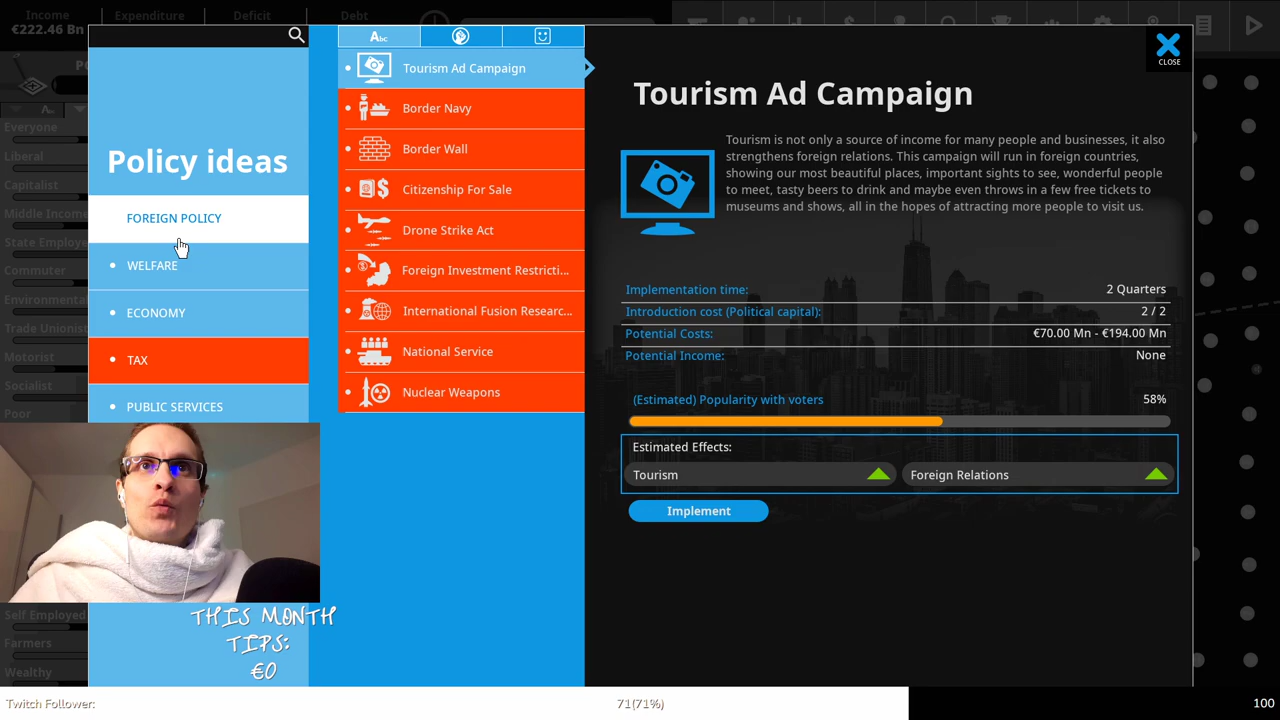 Income
Expenditure
Deficit
Debt
€222.46 Bn
CLOSE
Abc
Policy ideas
FOREIGN POLICY
WELFARE
ECONOMY
TAX
PUBLIC SERVICES
Tourism Ad Campaign
Border Navy
Border Wall
Citizenship For Sale
Drone Strike Act
Foreign Investment Restricti...
International Fusion Researc...
National Service
Nuclear Weapons
Tourism Ad Campaign
Tourism is not only a source of income for many people and businesses, it also
strengthens foreign relations. This campaign will run in foreign countries,
showing our most beautiful places, important sights to see, wonderful people
to meet, tasty beers to drink and maybe even throws in a few free tickets to
museums and shows, all in the hopes of attracting more people to visit us.
Implementation time: 2 Quarters
Introduction cost (Political capital): 2 / 2
Potential Costs: €70.00 Mn - €194.00 Mn
Potential Income: None
(Estimated) Popularity with voters 58%
Estimated Effects:
Tourism
Foreign Relations
Implement
Everyone
Liberal
Capitalist
Middle Income
State Employe
Commuter
Environmenta
Trade Unionist
Motorist
Socialist
Poor
Self Employed
Farmers
Wealthy
THIS MONTH
TIPS:
€0
Twitch Follower: 71(71%) 100